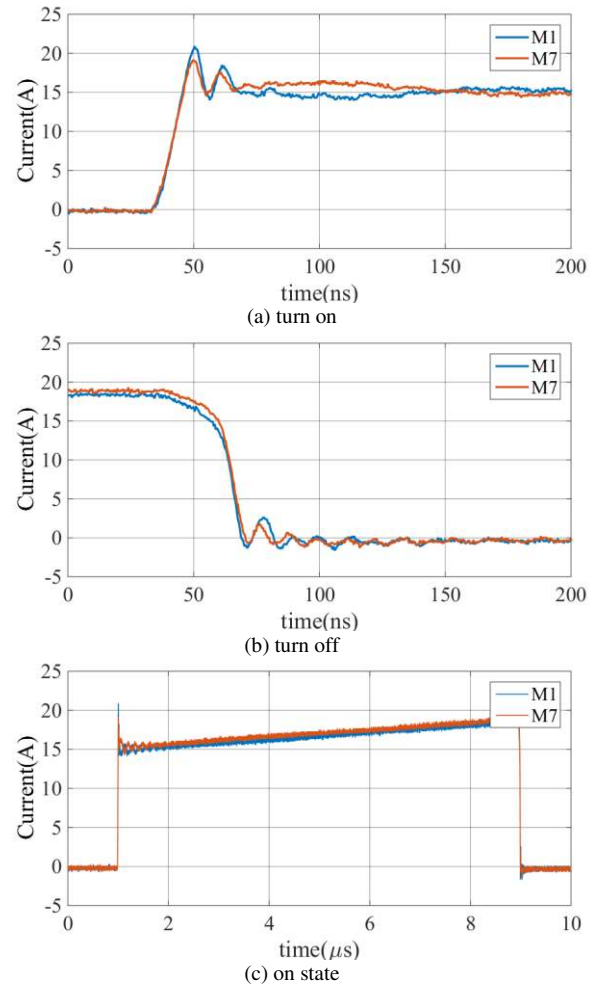 25
20
15
10
5
0
-5
Current(A)
M1
M7
0 50 100 150 200
time(ns)
(a) turn on
25
20
15
10
5
0
-5
Current(A)
M1
M7
0 50 100 150 200
time(ns)
(b) turn off
25
20
15
10
5
0
-5
Current(A)
M1
M7
0 2 4 6 8 10
time(μs)
(c) on state